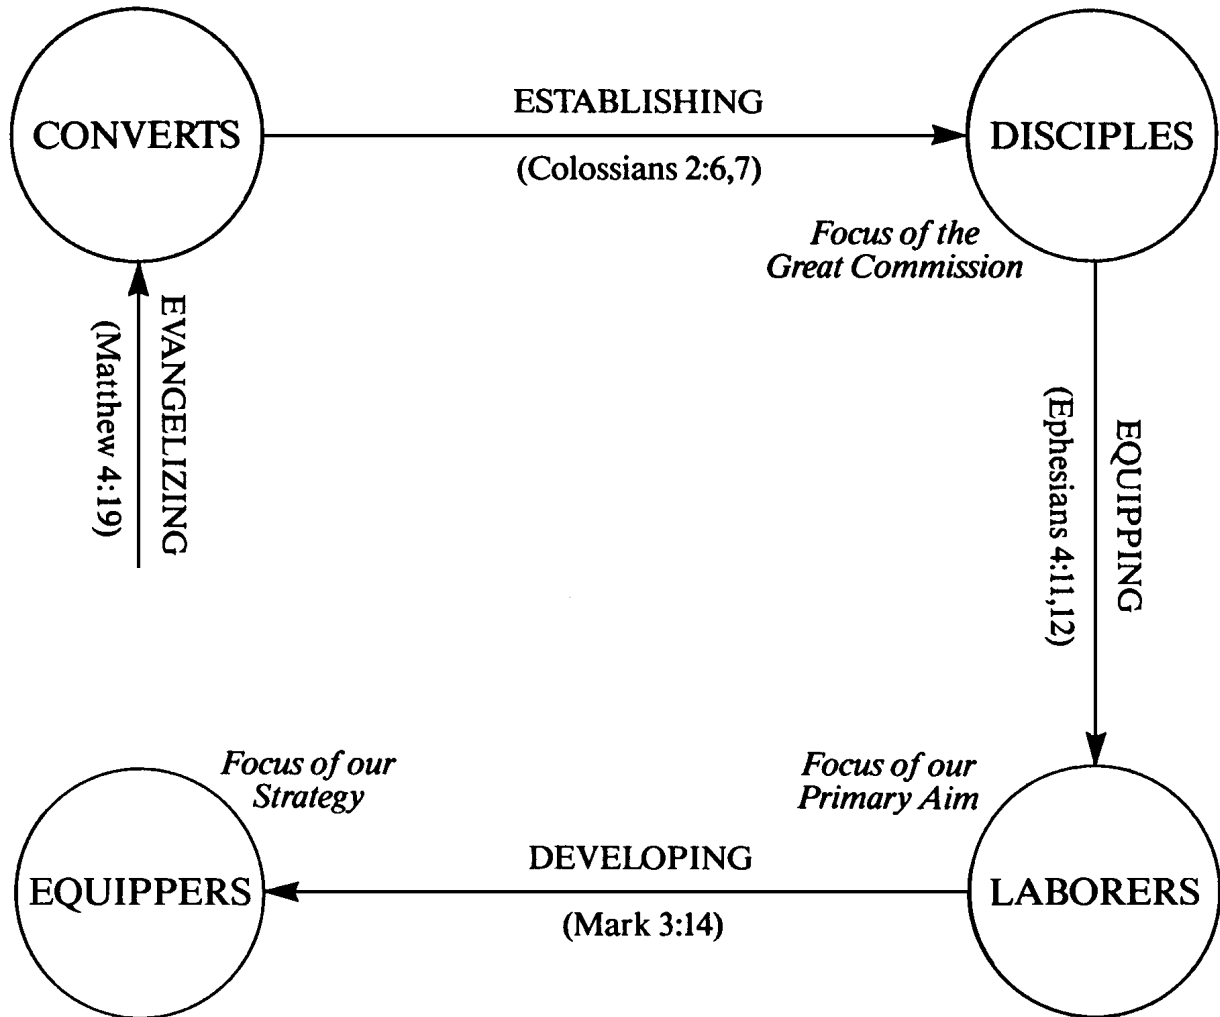 CONVERTS
ESTABLISHING
(Colossians 2:6,7)
DISCIPLES
Focus of the
Great Commission
EVANGELIZING
(Matthew 4:19)
EQUIPPING
(Ephesians 4:11,12)
Focus of our
Strategy
Focus of our
Primary Aim
EQUIPPERS
DEVELOPING
(Mark 3:14)
LABORERS